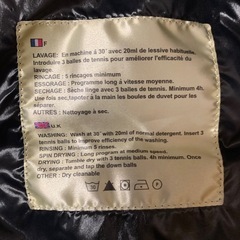 F
LAVAGE: En machine à 30° avec 20ml de lessive habituelle.
Introduire 3 balles de tennis pour améliorer l'efficacité du
lavage.
RINCAGE: 5 rincages minimum
ESSORAGE: Programme long à vitesse moyenne.
SECHAGE: Sèche linge avec 3 balles de tennis. 4h minimum.
Une fois sec, tapotter à la main les boules de duvet pour les
séparer.
AUTRES: Nettoyage à sec.
U.K
WASHING: Wash at 30° with 20ml of normal detergent. Insert 3
tennis balls to improve efficiency of the wash.
RINSING: Minimum 5 rinses.
SPIN DRYING: Long program at medium speed.
DRYING: Tumble dry with 3 tennis balls. 4h minimum. Once
dry, separate and tap the down balls
Other: Dry cleanable
30